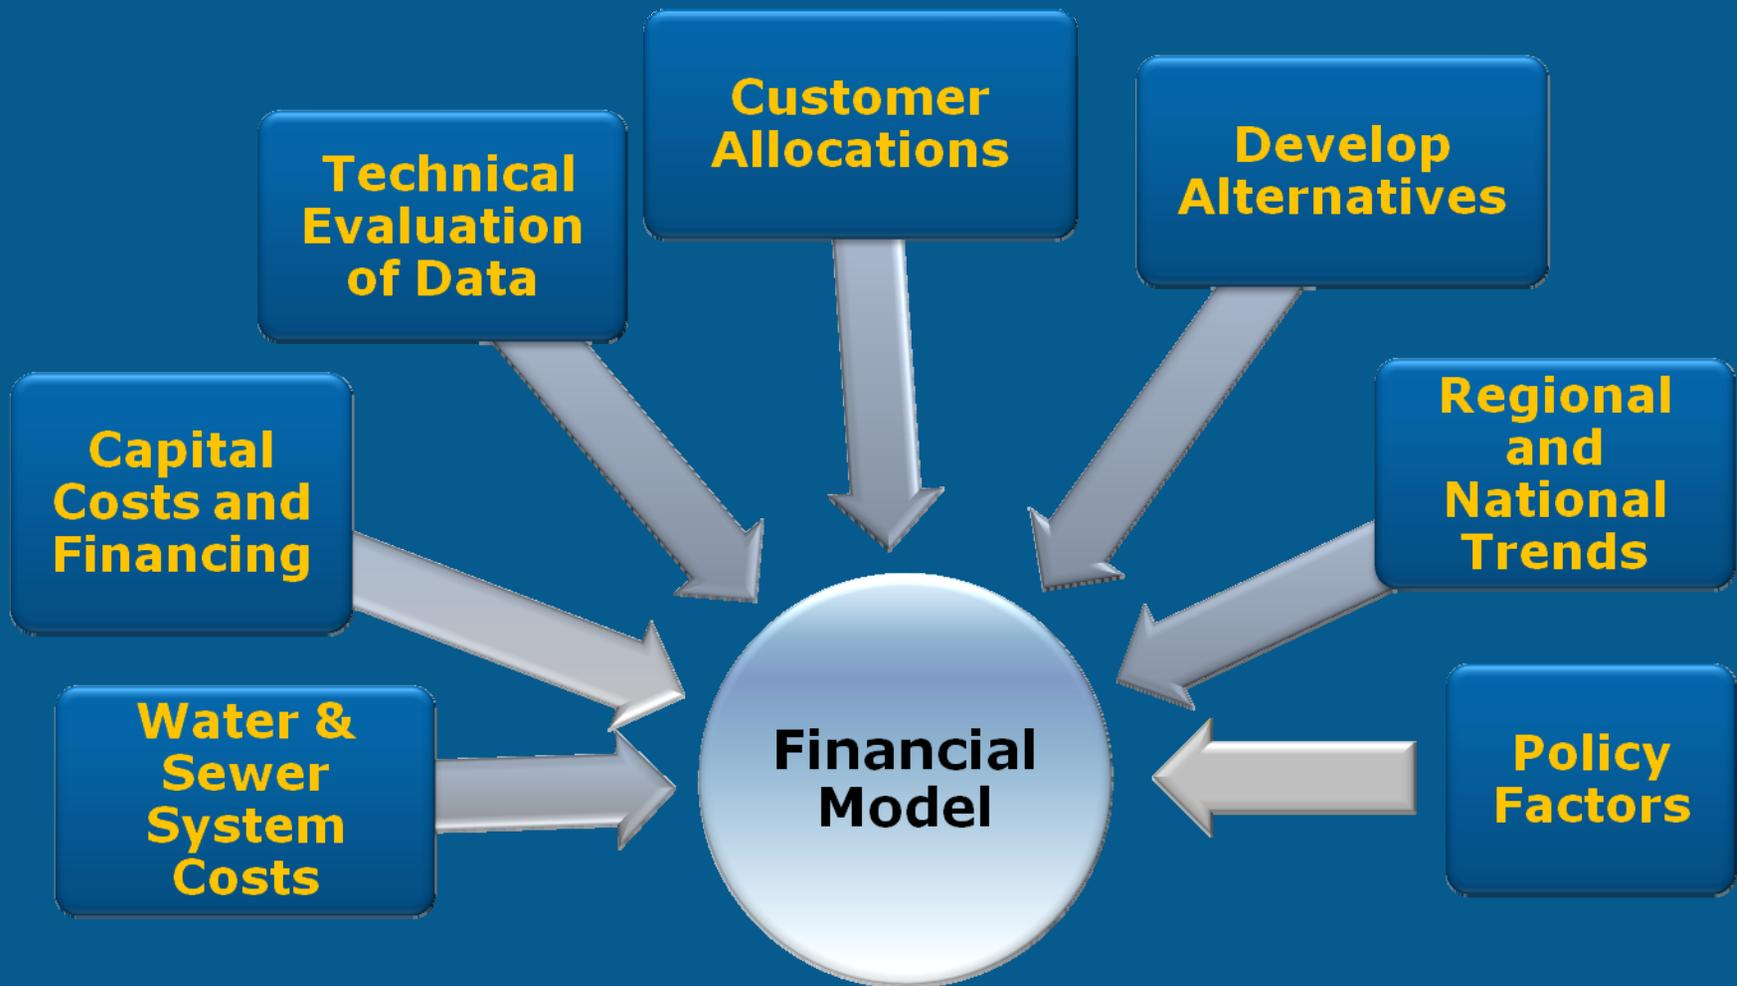 Customer
Allocations
Develop
Alternatives
Technical
Evaluation
of Data
Regional
and
National
Trends
Capital
Costs and
Financing
Water &
Sewer
System
Costs
Financial
Model
Policy
Factors